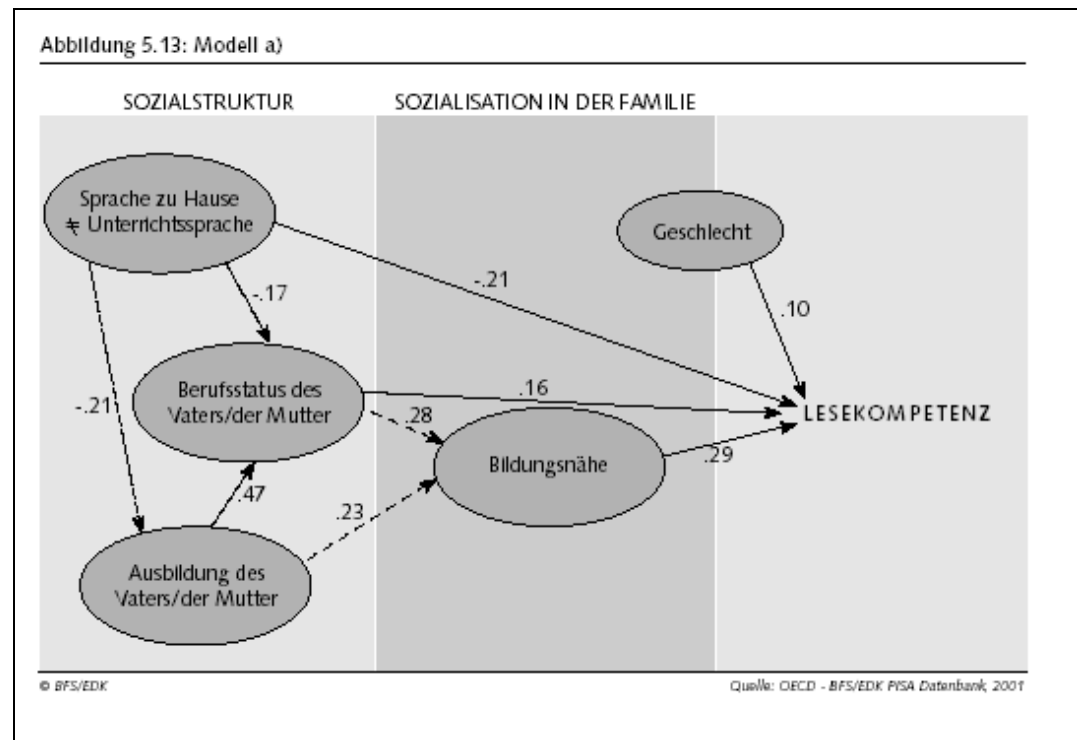 Abbildung 5.13: Modell a)
SOZIALSTRUKTUR
SOZIALISATION IN DER FAMILIE
Sprache zu Hause
≠ Unterrichtssprache
Geschlecht
-.21
-.17
.10
Berufsstatus des
Vaters/der Mutter
.16
-.21
.28
LESEKOMPETENZ
Bildungsnähe
.29
.47
.23
Ausbildung des
Vaters/der Mutter
© BFS/EDK
Quelle: OECD - BFS/EDK PISA Datenbank, 2001